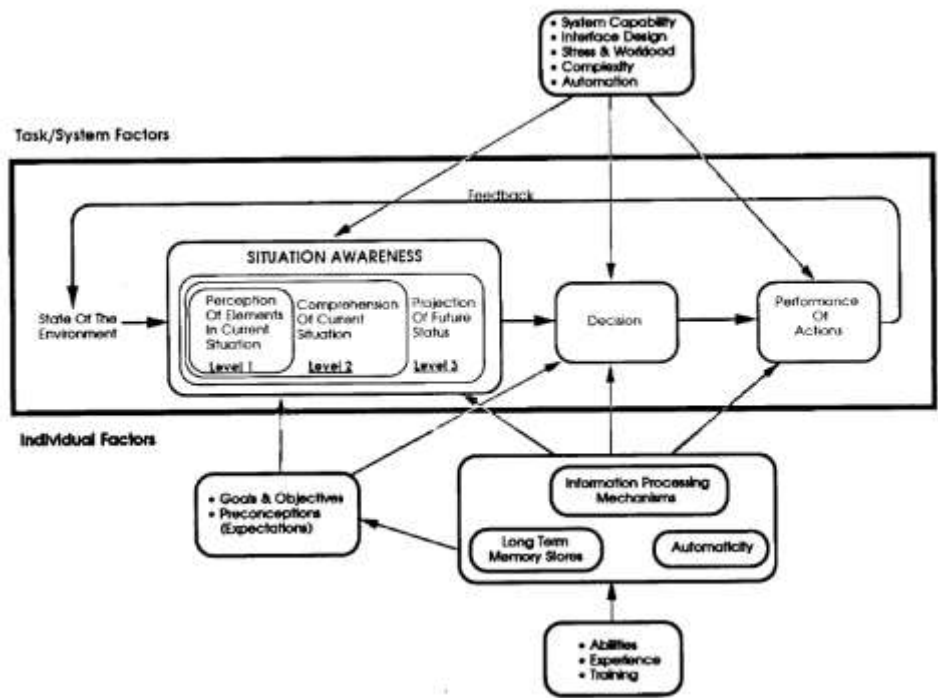 • System Capability
• Interface Design
• Stress & Workload
• Complexity
• Automation
Task/System Factors
Feedback
SITUATION AWARENESS
Perception
Of Elements
In Current
Situation
Level 1
Comprehension
Of Current
Situation
Level 2
Projection
Of Future
Status
Level 3
State Of The
Environment
Decision
Performance
Of
Actions
Individual Factors
• Goals & Objectives
• Preconceptions
(Expectations)
Information Processing
Mechanisms
Long Term
Memory Stores
Automaticity
• Abilities
• Experience
• Training